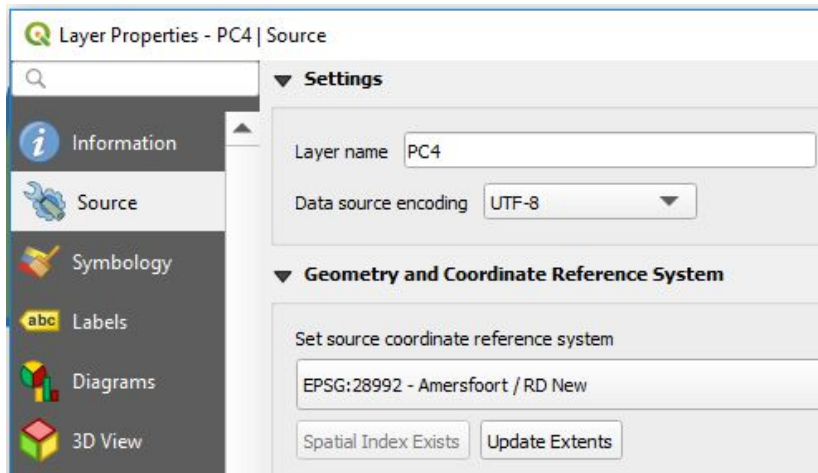 Layer Properties - PC4 | Source
Information
Source
Symbology
abc Labels
Diagrams
3D View
Settings
Layer name PC4
Data source encoding UTF-8
Geometry and Coordinate Reference System
Set source coordinate reference system
EPSG:28992 - Amersfoort / RD New
Spatial Index Exists Update Extents